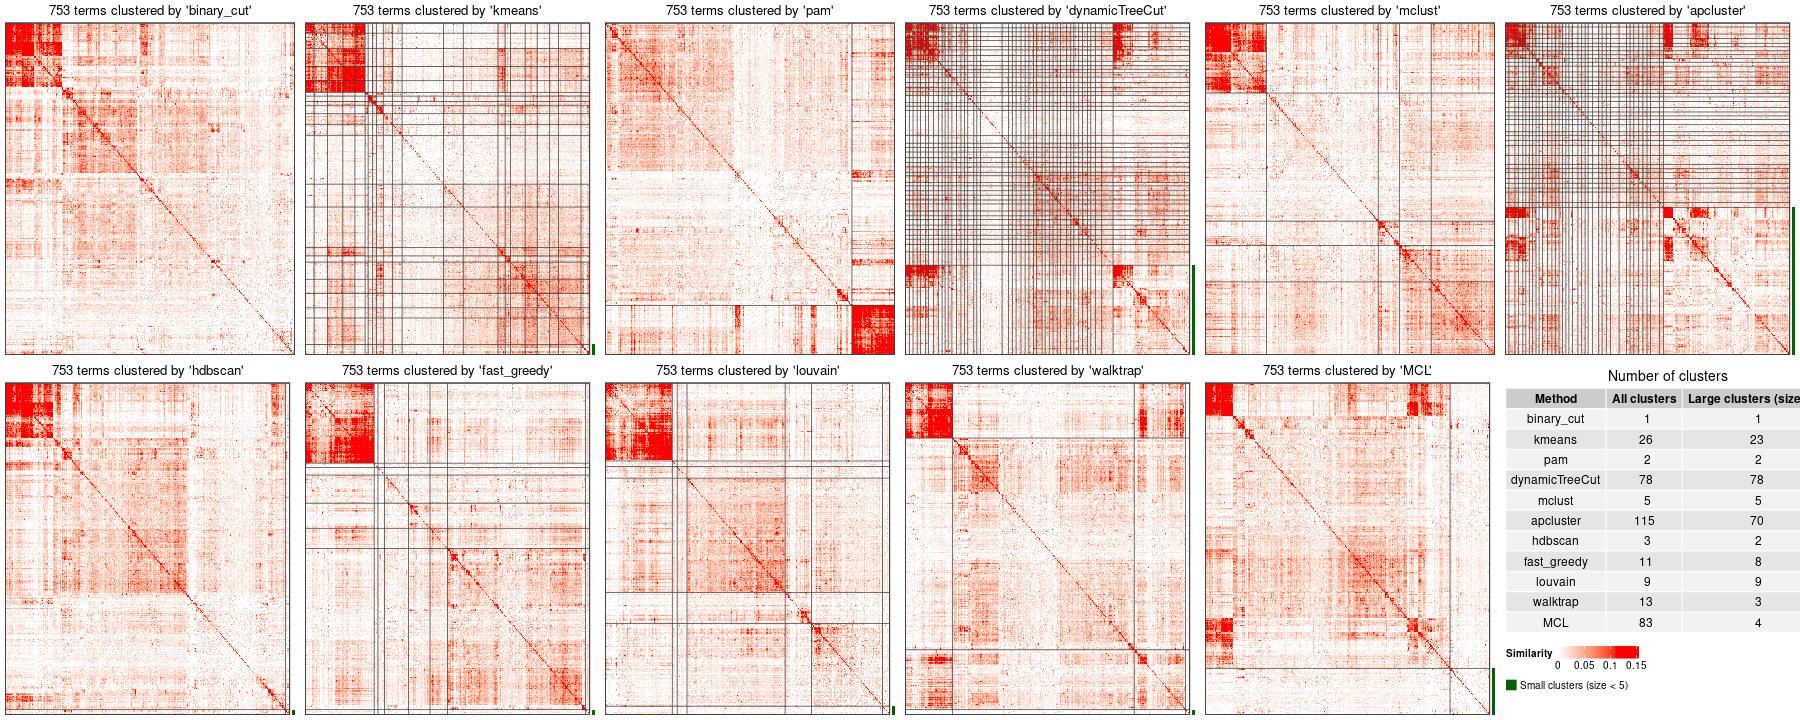 753 terms clustered by 'binary_cut'
753 terms clustered by 'kmeans'
753 terms clustered by 'pam'
753 terms clustered by 'dynamicTreeCut'
753 terms clustered by 'mclust'
753 terms clustered by 'apcluster'
753 terms clustered by 'hdbscan'
753 terms clustered by 'fast_greedy'
753 terms clustered by 'louvain'
753 terms clustered by 'walktrap'
753 terms clustered by 'MCL'
Number of clusters
Method All clusters Large clusters (size
binary_cut 1 1
kmeans 26 23
pam 2 2
dynamicTreeCut 78 78
mclust 5 5
apcluster 115 70
hdbscan 3 2
fast_greedy 11 8
louvain 9 9
walktrap 13 3
MCL 83 4
Similarity
0 0.05 0.1 0.15
Small clusters (size < 5)